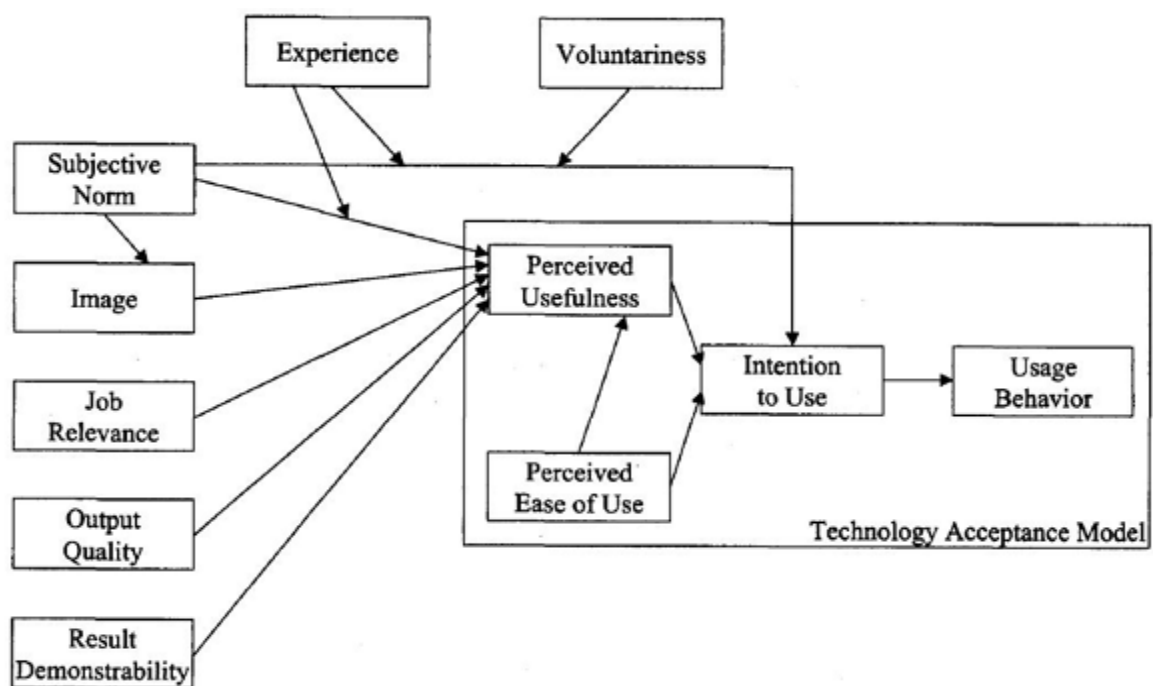 Experience
Voluntariness
Subjective
Norm
Image
Job
Relevance
Output
Quality
Result
Demonstrability
Perceived
Usefulness
Perceived
Ease of Use
Intention
to Use
Usage
Behavior
Technology Acceptance Model